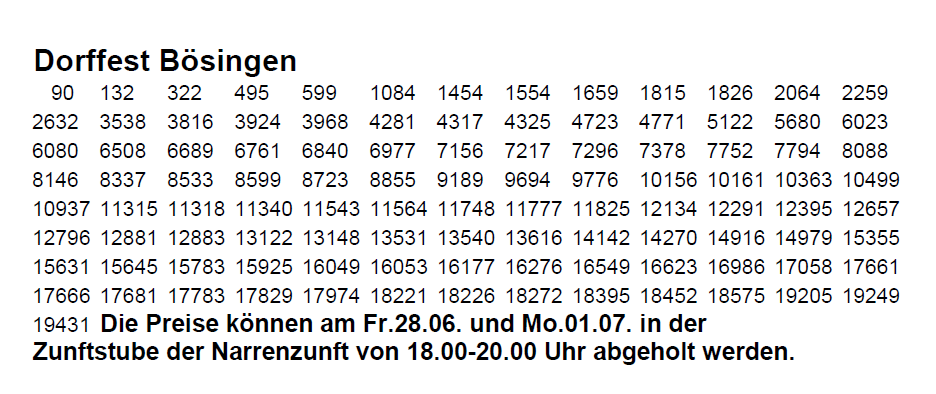 Dorffest Bösingen
90 132 322 495 599 1084 1454 1554 1659 1815 1826 2064 2259
2632 3538 3816 3924 3968 4281 4317 4325 4723 4771 5122 5680 6023
6080 6508 6689 6761 6840 6977 7156 7217 7296 7378 7752 7794 8088
8146 8337 8533 8599 8723 8855 9189 9694 9776 10156 10161 10363 10499
10937 11315 11318 11340 11543 11564 11748 11777 11825 12134 12291 12395 12657
12796 12881 12883 13122 13148 13531 13540 13616 14142 14270 14916 14979 15355
15631 15645 15783 15925 16049 16053 16177 16276 16549 16623 16986 17058 17661
17666 17681 17783 17829 17974 18221 18226 18272 18395 18452 18575 19205 19249
19431 Die Preise können am Fr.28.06. und Mo.01.07. in der
Zunftstube der Narrenzunft von 18.00-20.00 Uhr abgeholt werden.